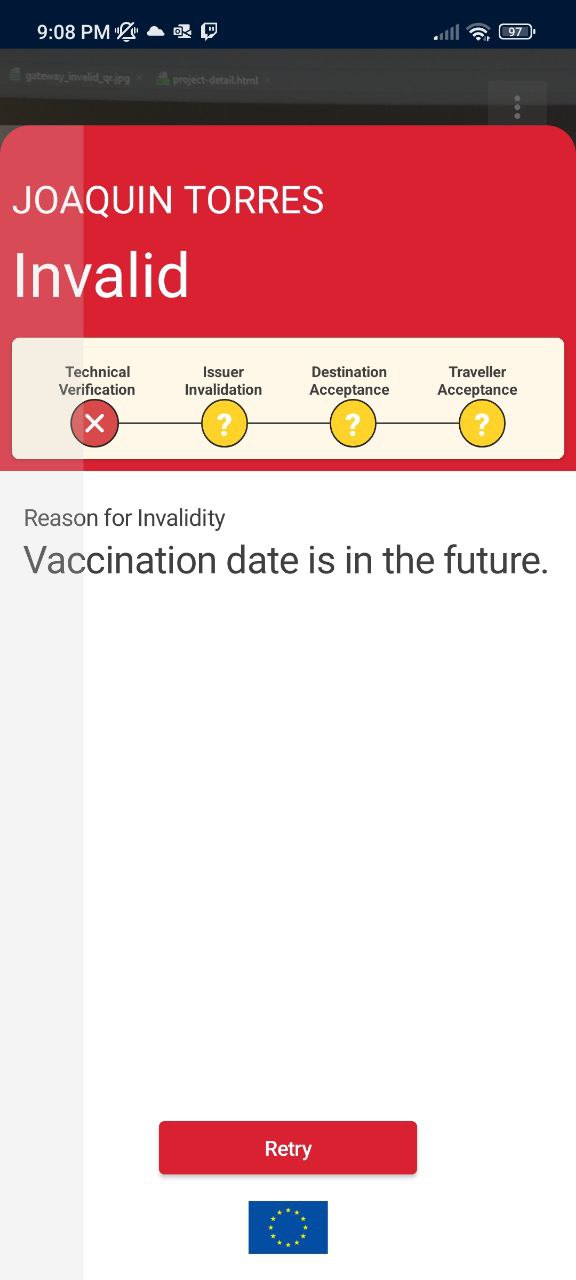 9:08 PM 97
gateway_invalid_qr.jpg project-detail.html
JOAQUIN TORRES
Invalid
Technical Verification
Issuer Invalidation
Destination Acceptance
Traveller Acceptance
? ? ?
Reason for Invalidity
Vaccination date is in the future.
Retry